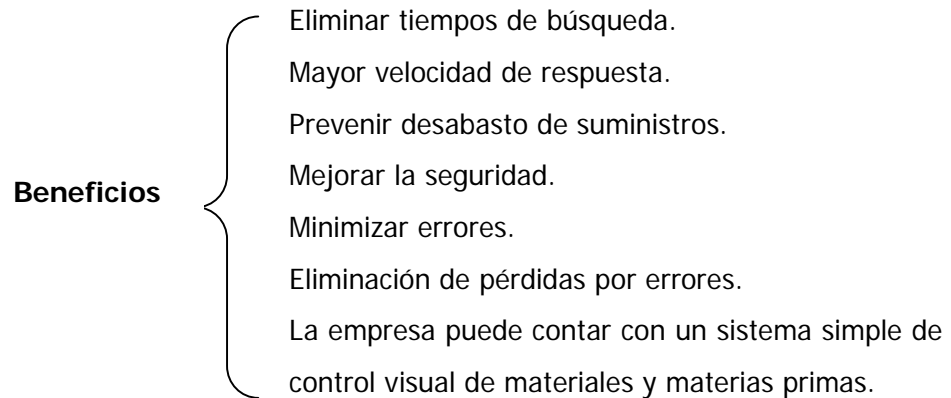 Eliminar tiempos de búsqueda.
Mayor velocidad de respuesta.
Prevenir desabasto de suministros.
Beneficios
Mejorar la seguridad.
Minimizar errores.
Eliminación de pérdidas por errores.
La empresa puede contar con un sistema simple de
control visual de materiales y materias primas.